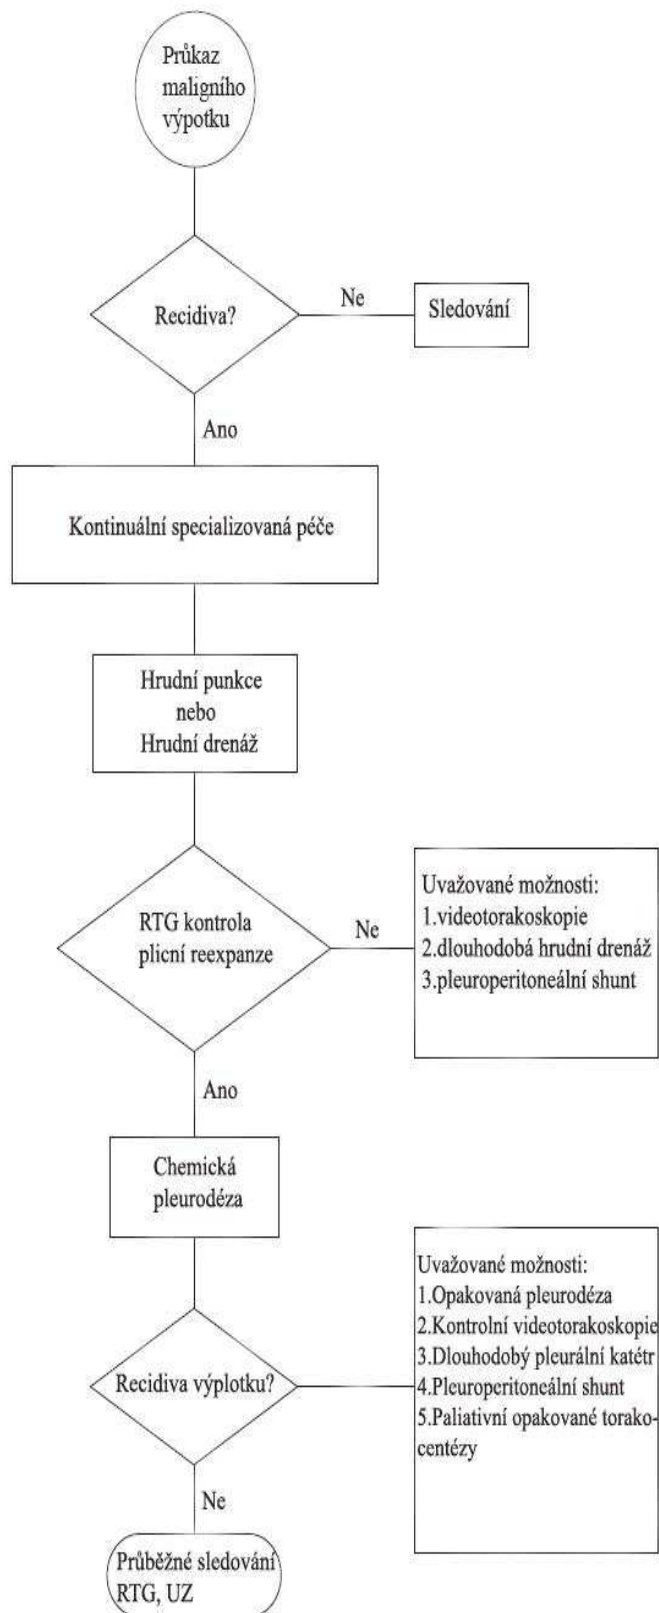 Průkaz
maligního
výpotku
Recidiva?
Ne
Sledování
Ano
Kontinuální specializovaná péče
Hrudní punkce
nebo
Hrudní drenáž
RTG kontrola
plicní reexpanze
Ne
Uvažované možnosti:
1.videotorakoskopie
2.dlouhodobá hrudní drenáž
3.pleuroperitoneální shunt
Ano
Chemická
pleurodéza
Recidiva výplotku?
Uvažované možnosti:
1.Opakovaná pleurodéza
2.Kontrolní videotorakoskopie
3.Dlouhodobý pleurální katétr
4.Pleuroperitoneální shunt
5.Paliativní opakované torako-
centézy
Ne
Průběžné sledování
RTG, UZ